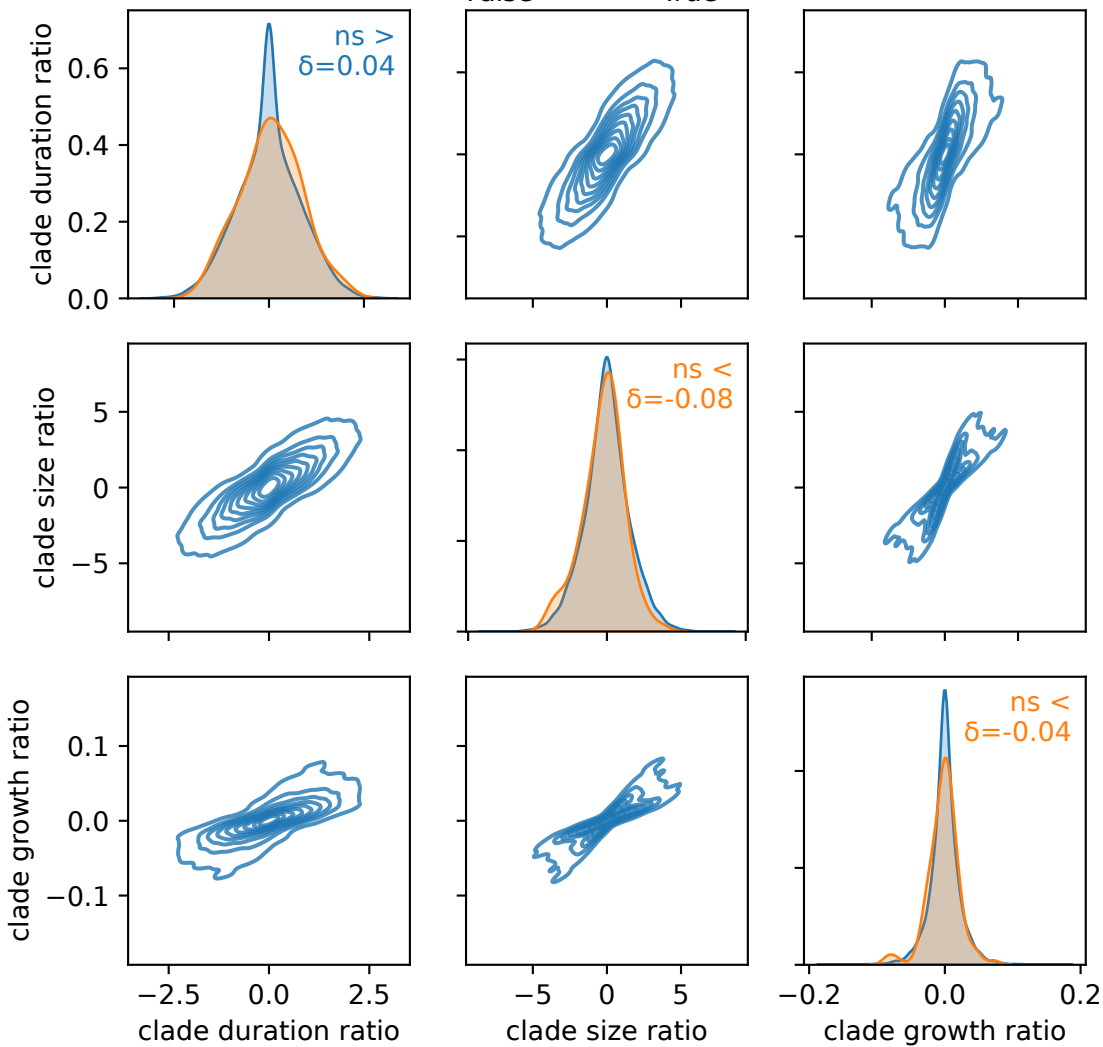 clade duration ratio
0.6
0.4
0.2
0.0
ns >
δ=0.04
clade size ratio
5
0
−5
ns <
δ=-0.08
clade growth ratio
0.1
0.0
−0.1
ns <
δ=-0.04
−2.5 0.0 2.5
−5 0 5
−0.2 0.0 0.2
clade duration ratio
clade size ratio
clade growth ratio